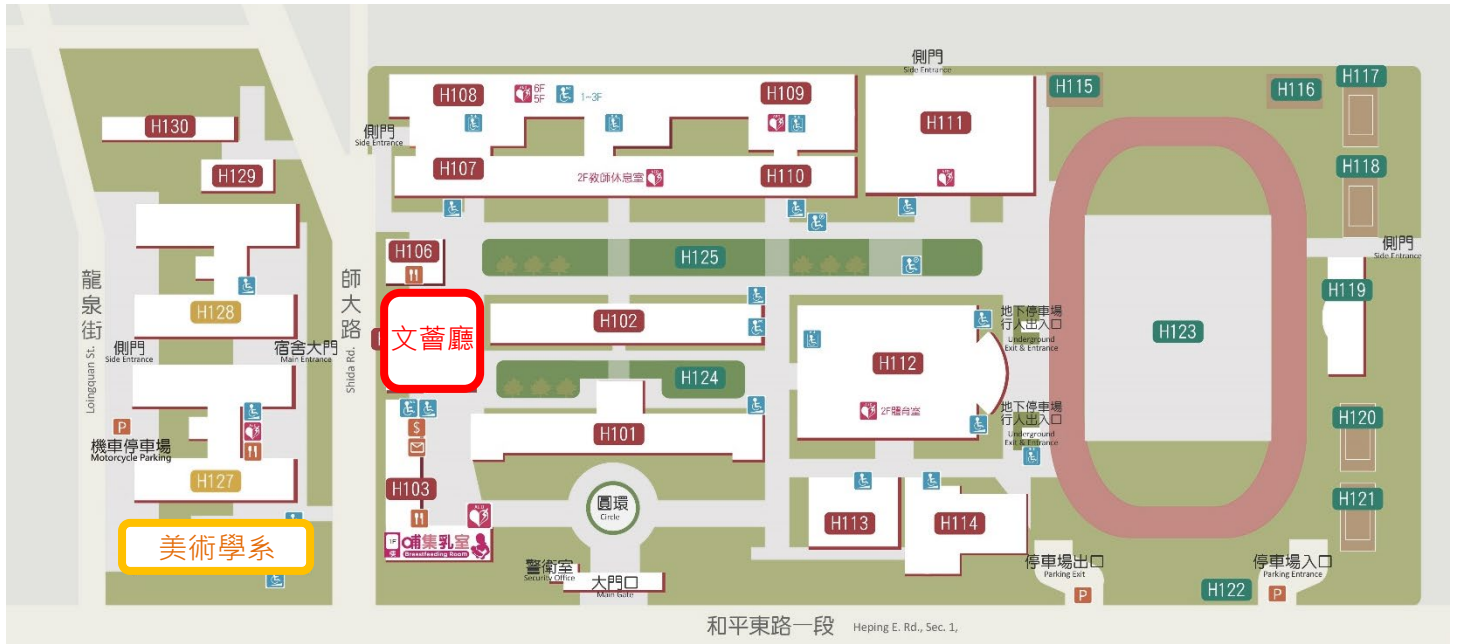 側門
Side Entrance
H108
6F
5F
1~3F
H109
H111
H115
H116
H117
H130
側門
Side Entrance
H107
2F教師休息室
H110
H118
H129
H106
H125
側門
Side Entrance
龍泉街
Loingquan St.
師大路
Shida Rd.
H128
文薈廳
H102
地下停車場
行人出入口
Underground
Exit & Entrance
H123
H119
側門
Side Entrance
宿舍大門
Main Entrance
H124
H112
2F體育室
地下停車場
行人出入口
Underground
Exit & Entrance
P
機車停車場
Motorcycle Parking
$
H101
H120
H127
H103
圓環
Circle
H113
H114
H121
美術學系
1F
哺集乳室
Breastfeeding Room
警衛室
Security Office
大門口
Main Gate
停車場出口
Parking Exit
P
H122
停車場入口
Parking Entrance
P
和平東路一段 Heping E. Rd., Sec. 1,